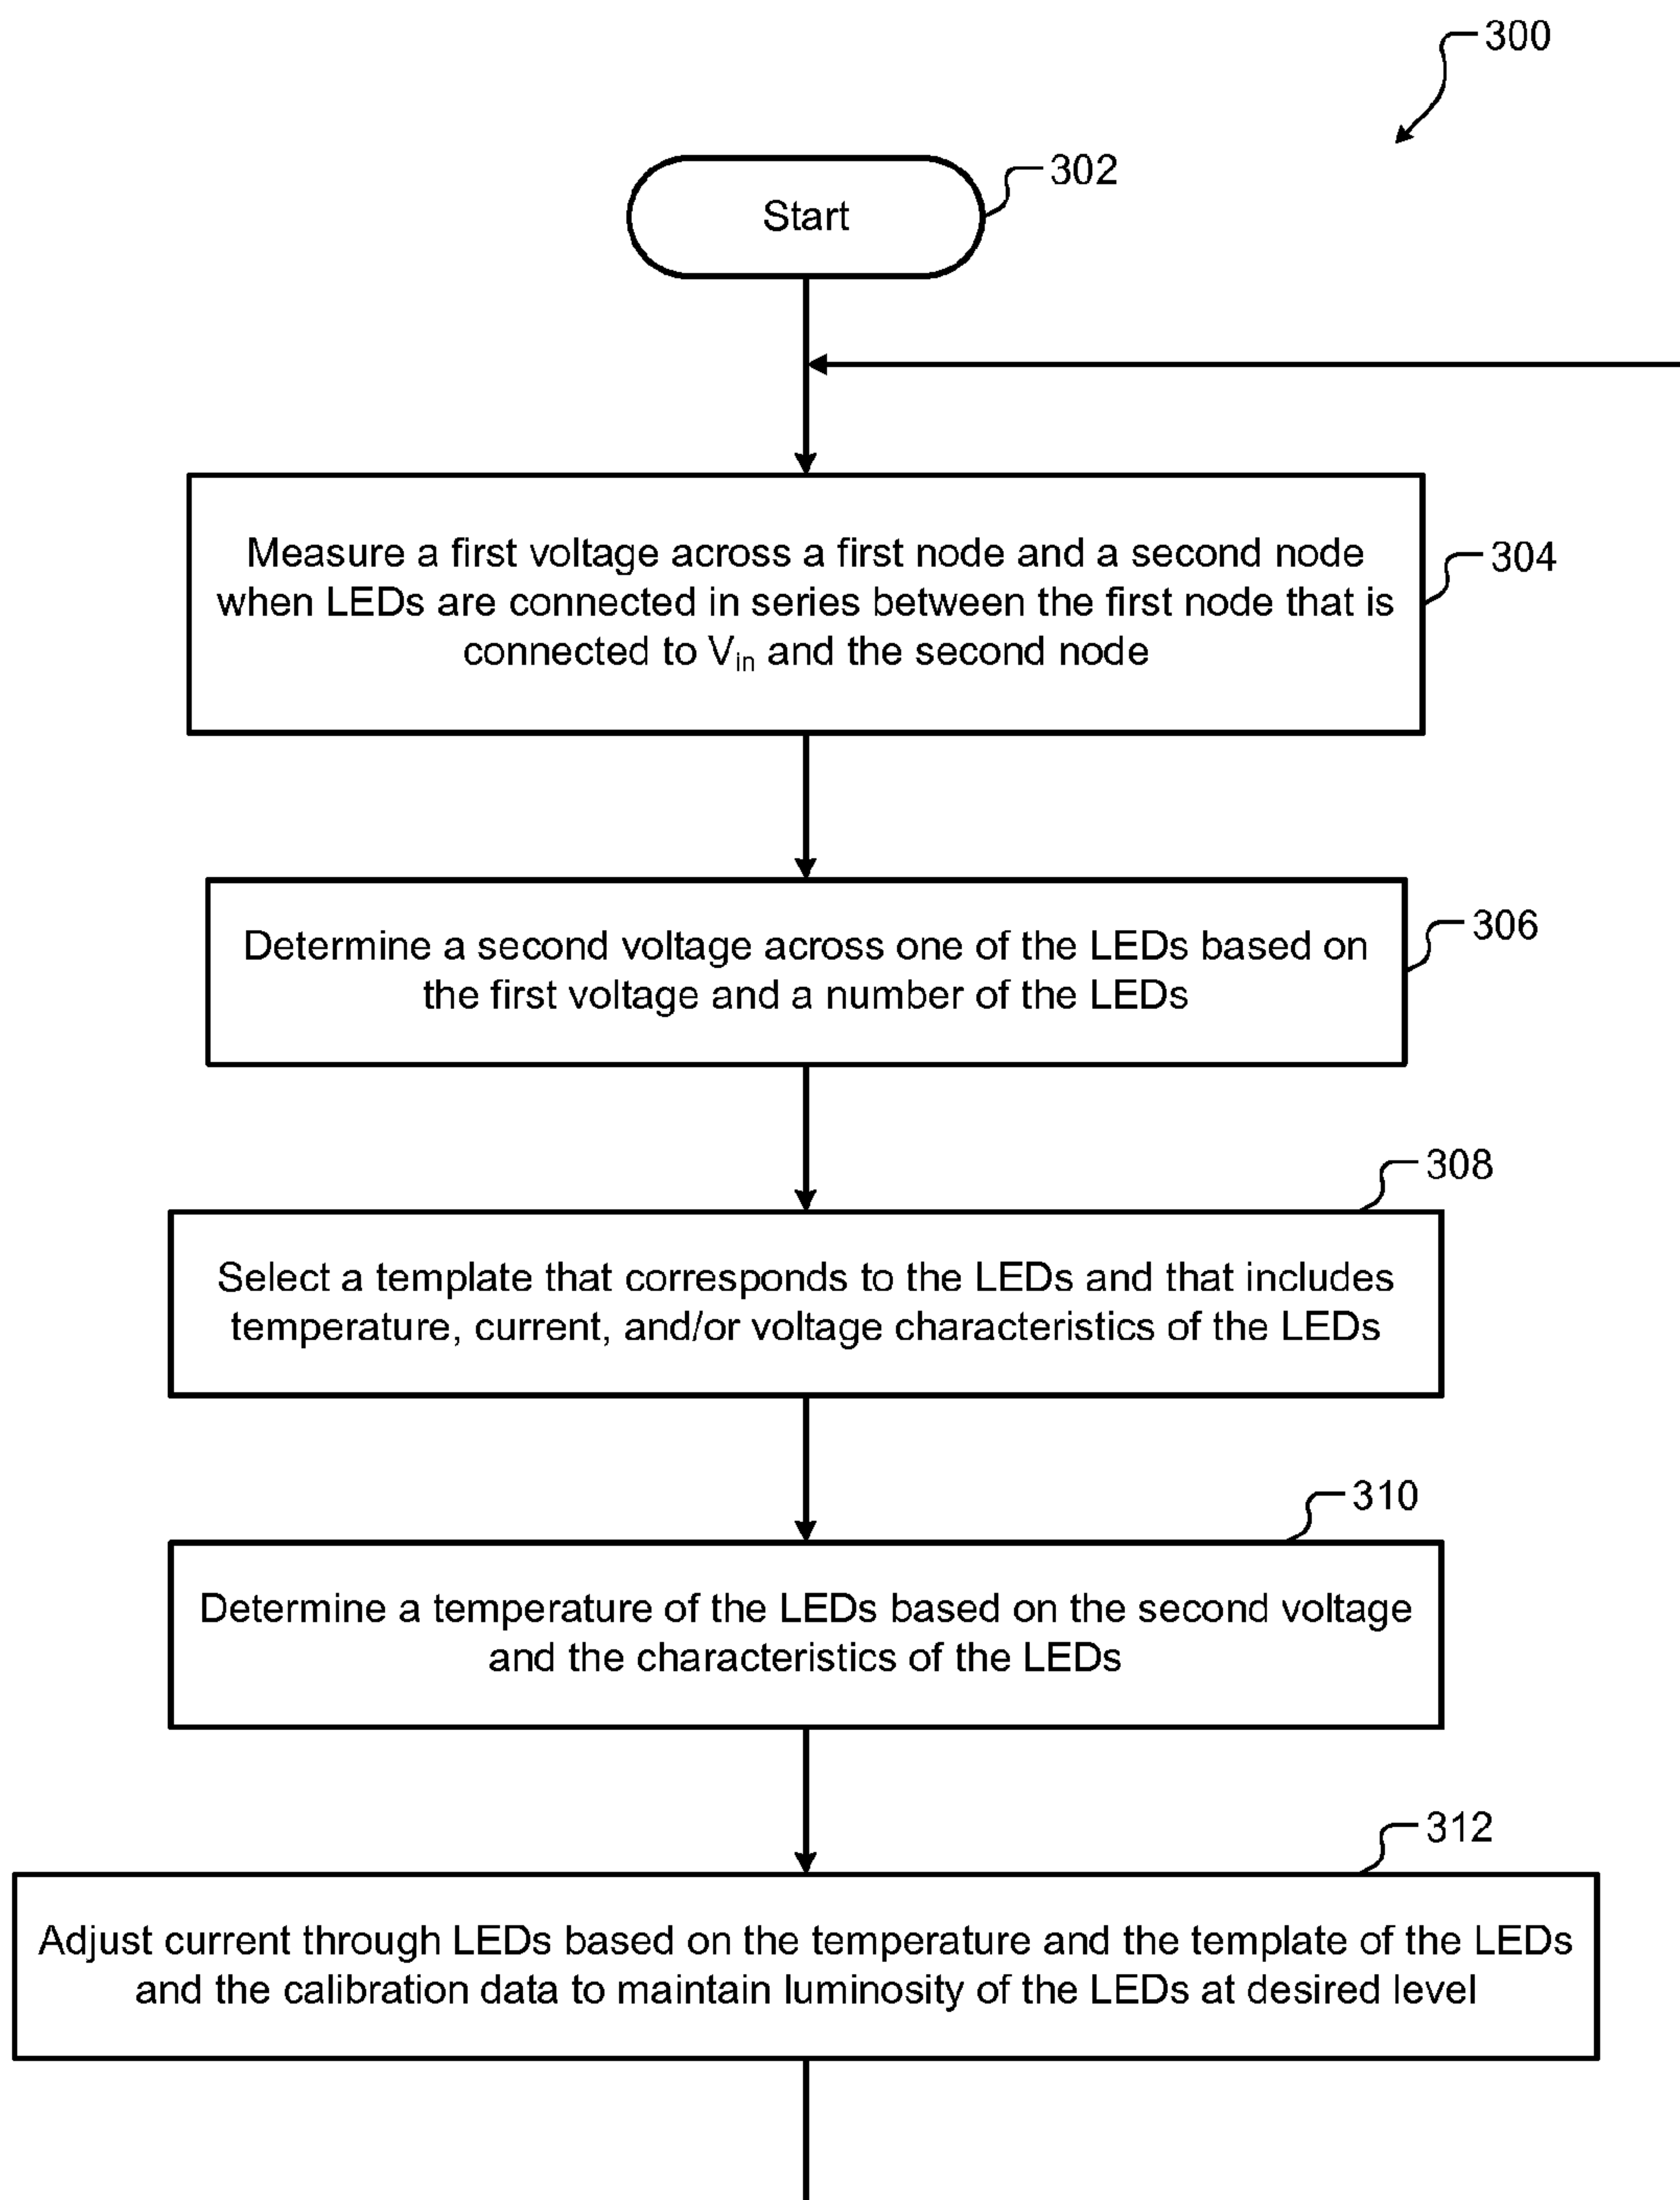 300
302
Start
Measure a first voltage across a first node and a second node
when LEDs are connected in series between the first node that is
connected to Vin and the second node
304
Determine a second voltage across one of the LEDs based on
the first voltage and a number of the LEDs
306
308
Select a template that corresponds to the LEDs and that includes
temperature, current, and/or voltage characteristics of the LEDs
310
Determine a temperature of the LEDs based on the second voltage
and the characteristics of the LEDs
312
Adjust current through LEDs based on the temperature and the template of the LEDs
and the calibration data to maintain luminosity of the LEDs at desired level